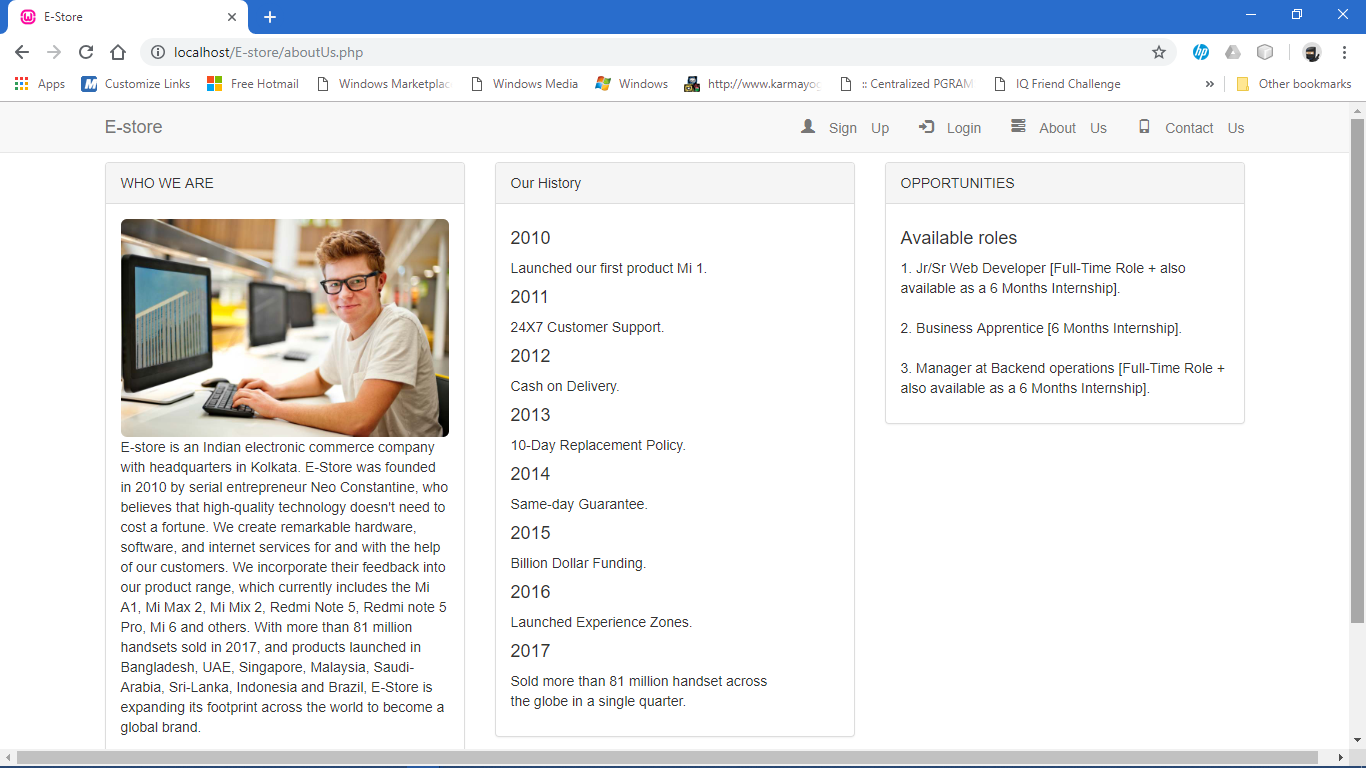 E-Store
localhost/E-store/aboutUs.php
Apps
Customize Links
Free Hotmail
Windows Marketplac
Windows Media
Windows
http://www.karmayog
:: Centralized PGRAM
IQ Friend Challenge
»
Other bookmarks
E-store
Sign Up
Login
About Us
Contact Us
WHO WE ARE
E-store is an Indian electronic commerce company
with headquarters in Kolkata. E-Store was founded
in 2010 by serial entrepreneur Neo Constantine, who
believes that high-quality technology doesn't need to
cost a fortune. We create remarkable hardware,
software, and internet services for and with the help
of our customers. We incorporate their feedback into
our product range, which currently includes the Mi
A1, Mi Max 2, Mi Mix 2, Redmi Note 5, Redmi note 5
Pro, Mi 6 and others. With more than 81 million
handsets sold in 2017, and products launched in
Bangladesh, UAE, Singapore, Malaysia, Saudi-
Arabia, Sri-Lanka, Indonesia and Brazil, E-Store is
expanding its footprint across the world to become a
global brand.
Our History
2010
Launched our first product Mi 1.
2011
24X7 Customer Support.
2012
Cash on Delivery.
2013
10-Day Replacement Policy.
2014
Same-day Guarantee.
2015
Billion Dollar Funding.
2016
Launched Experience Zones.
2017
Sold more than 81 million handset across
the globe in a single quarter.
OPPORTUNITIES
Available roles
1. Jr/Sr Web Developer [Full-Time Role + also
available as a 6 Months Internship].
2. Business Apprentice [6 Months Internship].
3. Manager at Backend operations [Full-Time Role +
also available as a 6 Months Internship].